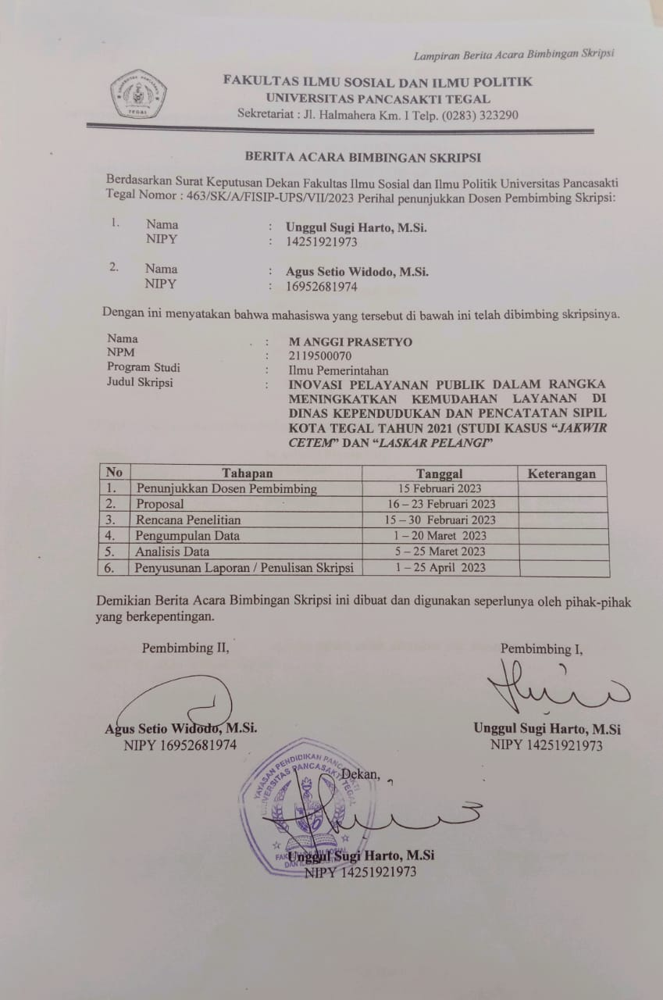 Lampiran Berita Acara Bimbingan Skripsi
FAKULTAS ILMU SOSIAL DAN ILMU POLITIK
UNIVERSITAS PANCASAKTI TEGAL
Sekretariat : Jl. Halmahera Km. I Telp. (0283) 323290
UNIVERSITAS PANCASAKTI
TEGAL
BERITA ACARA BIMBINGAN SKRIPSI
Berdasarkan Surat Keputusan Dekan Fakultas Ilmu Sosial dan Ilmu Politik Universitas Pancasakti
Tegal Nomor : 463/SK/A/FISIP-UPS/VII/2023 Perihal penunjukkan Dosen Pembimbing Skripsi:
1. Nama : Unggul Sugi Harto, M.Si.
NIPY : 14251921973
2. Nama : Agus Setio Widodo, M.Si.
NIPY : 16952681974
Dengan ini menyatakan bahwa mahasiswa yang tersebut di bawah ini telah dibimbing skripsinya.
Nama : M ANGGI PRASETYO
NPM : 2119500070
Program Studi : Ilmu Pemerintahan
Judul Skripsi : INOVASI PELAYANAN PUBLIK DALAM RANGKA
MENINGKATKAN KEMUDAHAN LAYANAN DI
DINAS KEPENDUDUKAN DAN PENCATATAN SIPIL
KOTA TEGAL TAHUN 2021 (STUDI KASUS “JAKWIR
CETEM” DAN “LASKAR PELANGI”
No Tahapan Tanggal Keterangan
1. Penunjukkan Dosen Pembimbing 15 Februari 2023
2. Proposal 16 – 23 Februari 2023
3. Rencana Penelitian 15 – 30 Februari 2023
4. Pengumpulan Data 1 – 20 Maret 2023
5. Analisis Data 5 – 25 Maret 2023
6. Penyusunan Laporan / Penulisan Skripsi 1 – 25 April 2023
Demikian Berita Acara Bimbingan Skripsi ini dibuat dan digunakan seperlunya oleh pihak-pihak
yang berkepentingan.
Pembimbing II, Pembimbing I,
Agus Setio Widodo, M.Si. Unggul Sugi Harto, M.Si
NIPY 16952681974 NIPY 14251921973
Dekan,
YAYASAN PENDIDIKAN PANCASAKTI
UNIVERSITAS PANCASAKTI TEGAL
FAKULTAS ILMU SOSIAL
Unggul Sugi Harto, M.Si
NIPY 14251921973